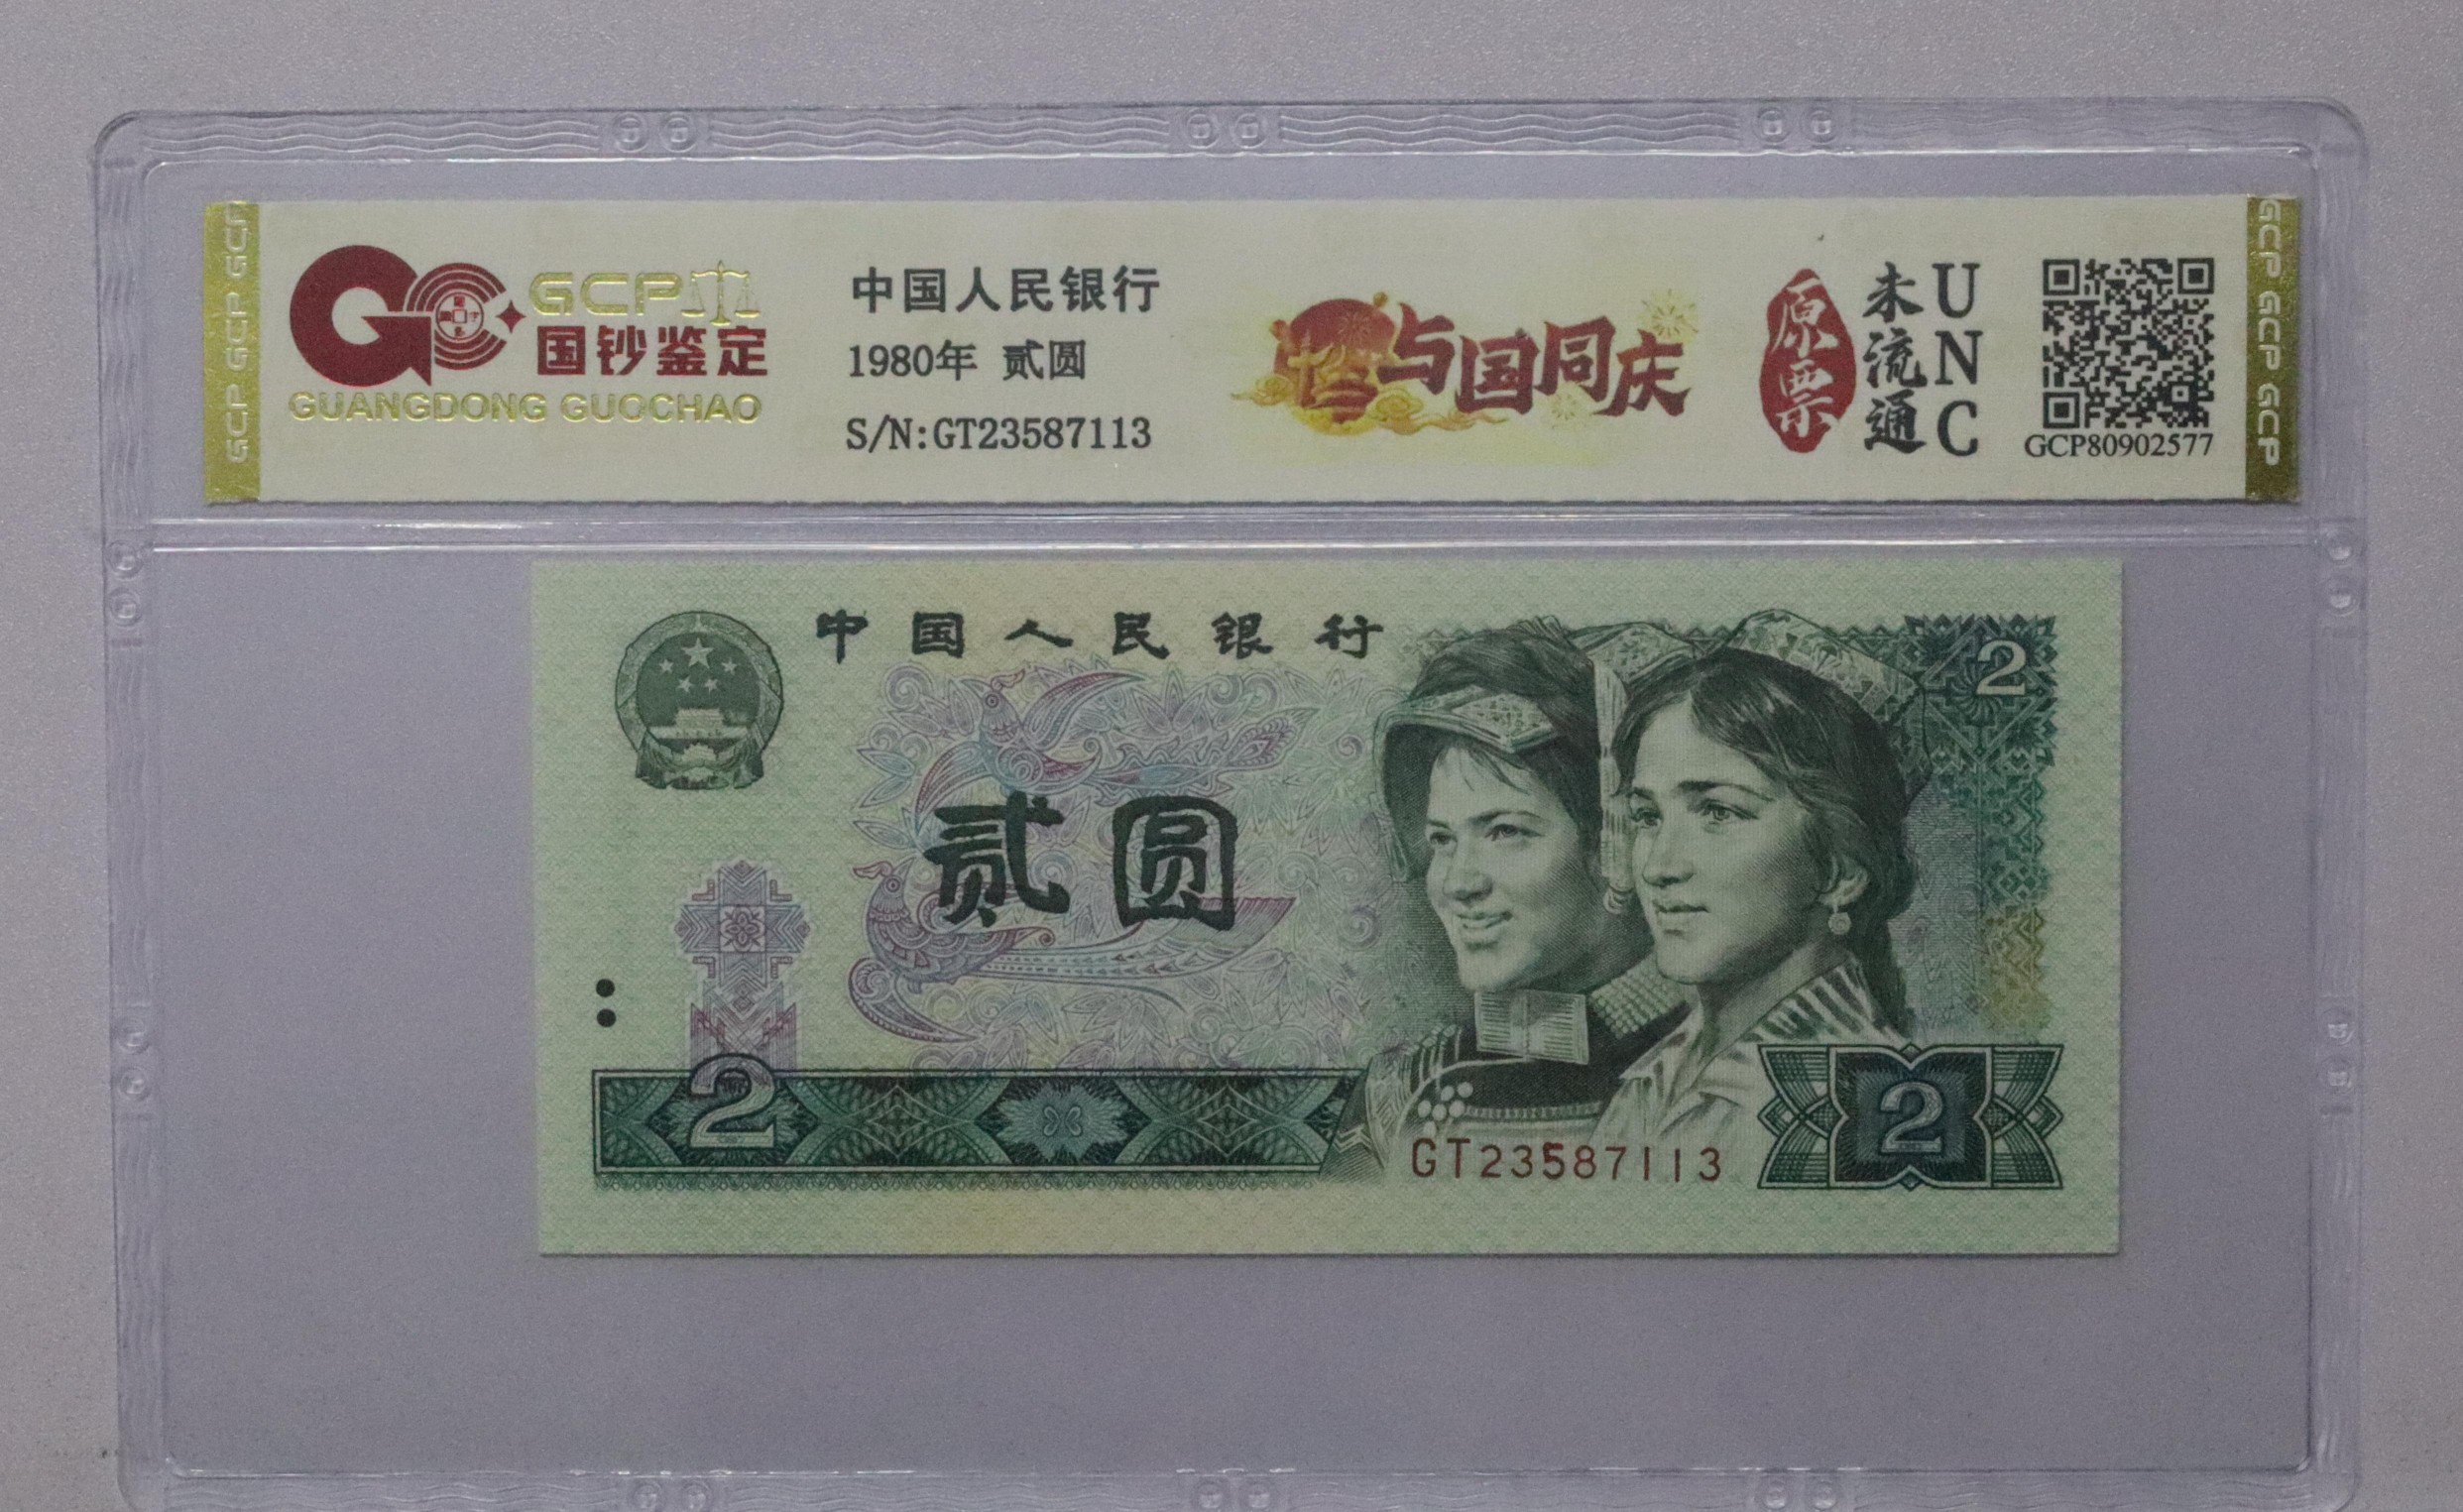 GCP GCP GCP
GCP
国钞鉴定
GUANGDONG GUOCHAO
中国人民银行
1980年 贰圆
S/N:GT23587113
与国同庆
原票
未流通
UNC
GCP80902577
GCP GCP GCP
中国人民银行
2
贰圆
2
2
GT23587113